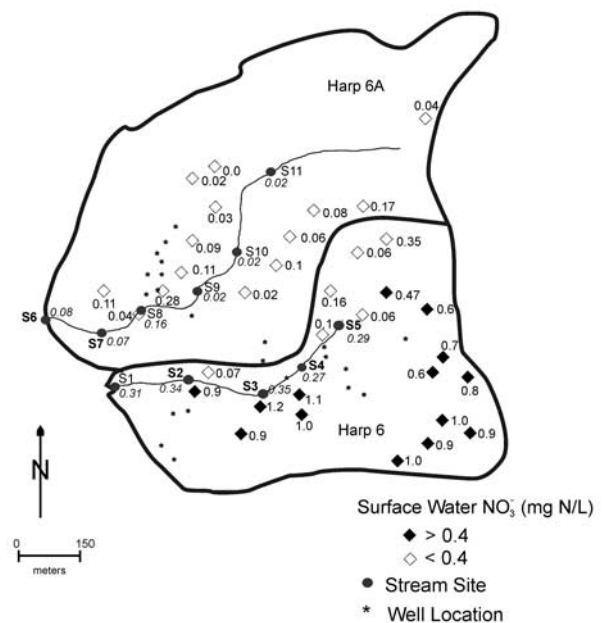 Harp 6A
0.04
0.0
S11
0.02
0.02
0.03
0.17
0.08
0.09
0.06
0.35
S10
0.02
0.06
0.11
0.1
S9
0.02
0.02
0.11
0.28
0.16
0.47
0.6
0.04
S8
0.16
0.06
S6
0.08
S7
0.07
0.1
S5
0.29
0.7
S4
0.27
0.6
0.8
S1
0.31
S2
0.34
0.07
0.9
S3
0.35
1.1
1.2
1.0
1.0
0.9
Harp 6
0.9
0.9
1.0
N
0 150
meters
Surface Water NO₃⁻ (mg N/L)
> 0.4
< 0.4
Stream Site
* Well Location